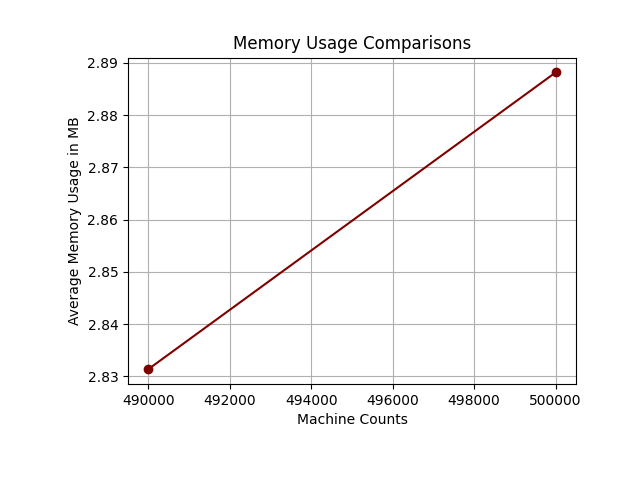 Memory Usage Comparisons
Average Memory Usage in MB
2.89
2.88
2.87
2.86
2.85
2.84
2.83
490000 492000 494000 496000 498000 500000
Machine Counts